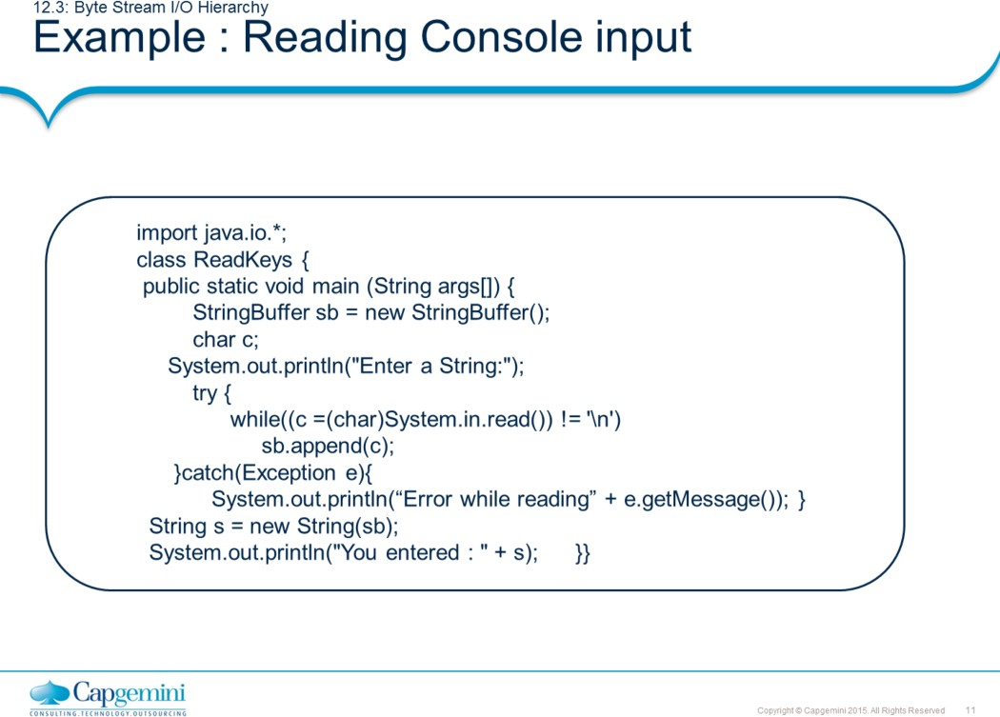 12.3: Byte Stream I/O Hierarchy
Example : Reading Console input
import java.io.*;
class ReadKeys {
public static void main (String args[]) {
StringBuffer sb = new StringBuffer();
char c;
System.out.println("Enter a String:");
try {
while((c =(char)System.in.read()) != '\n')
sb.append(c);
}catch(Exception e){
System.out.println(“Error while reading” + e.getMessage()); }
String s = new String(sb);
System.out.println("You entered : " + s); }}
Capgemini
CONSULTING.TECHNOLOGY.OUTSOURCING
Copyright © Capgemini 2015. All Rights Reserved 11